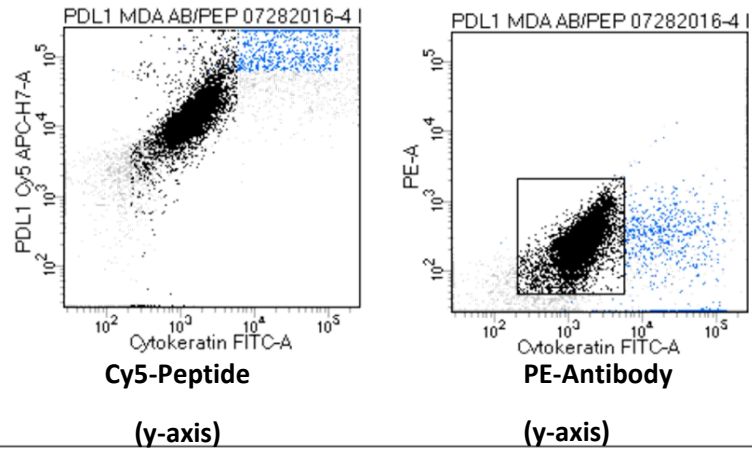 PDL1 MDA AB/PEP 07282016-4 I
PDL1 Cy5 APC-H7-A
10^5
10^4
10^3
10^2
10^2 10^3 10^4 10^5
Cytokeratin FITC-A
Cy5-Peptide
(y-axis)
PDL1 MDA AB/PEP 07282016-4 I
PE-A
10^5
10^4
10^3
10^2
10^2 10^3 10^4 10^5
Cytokeratin FITC-A
PE-Antibody
(y-axis)